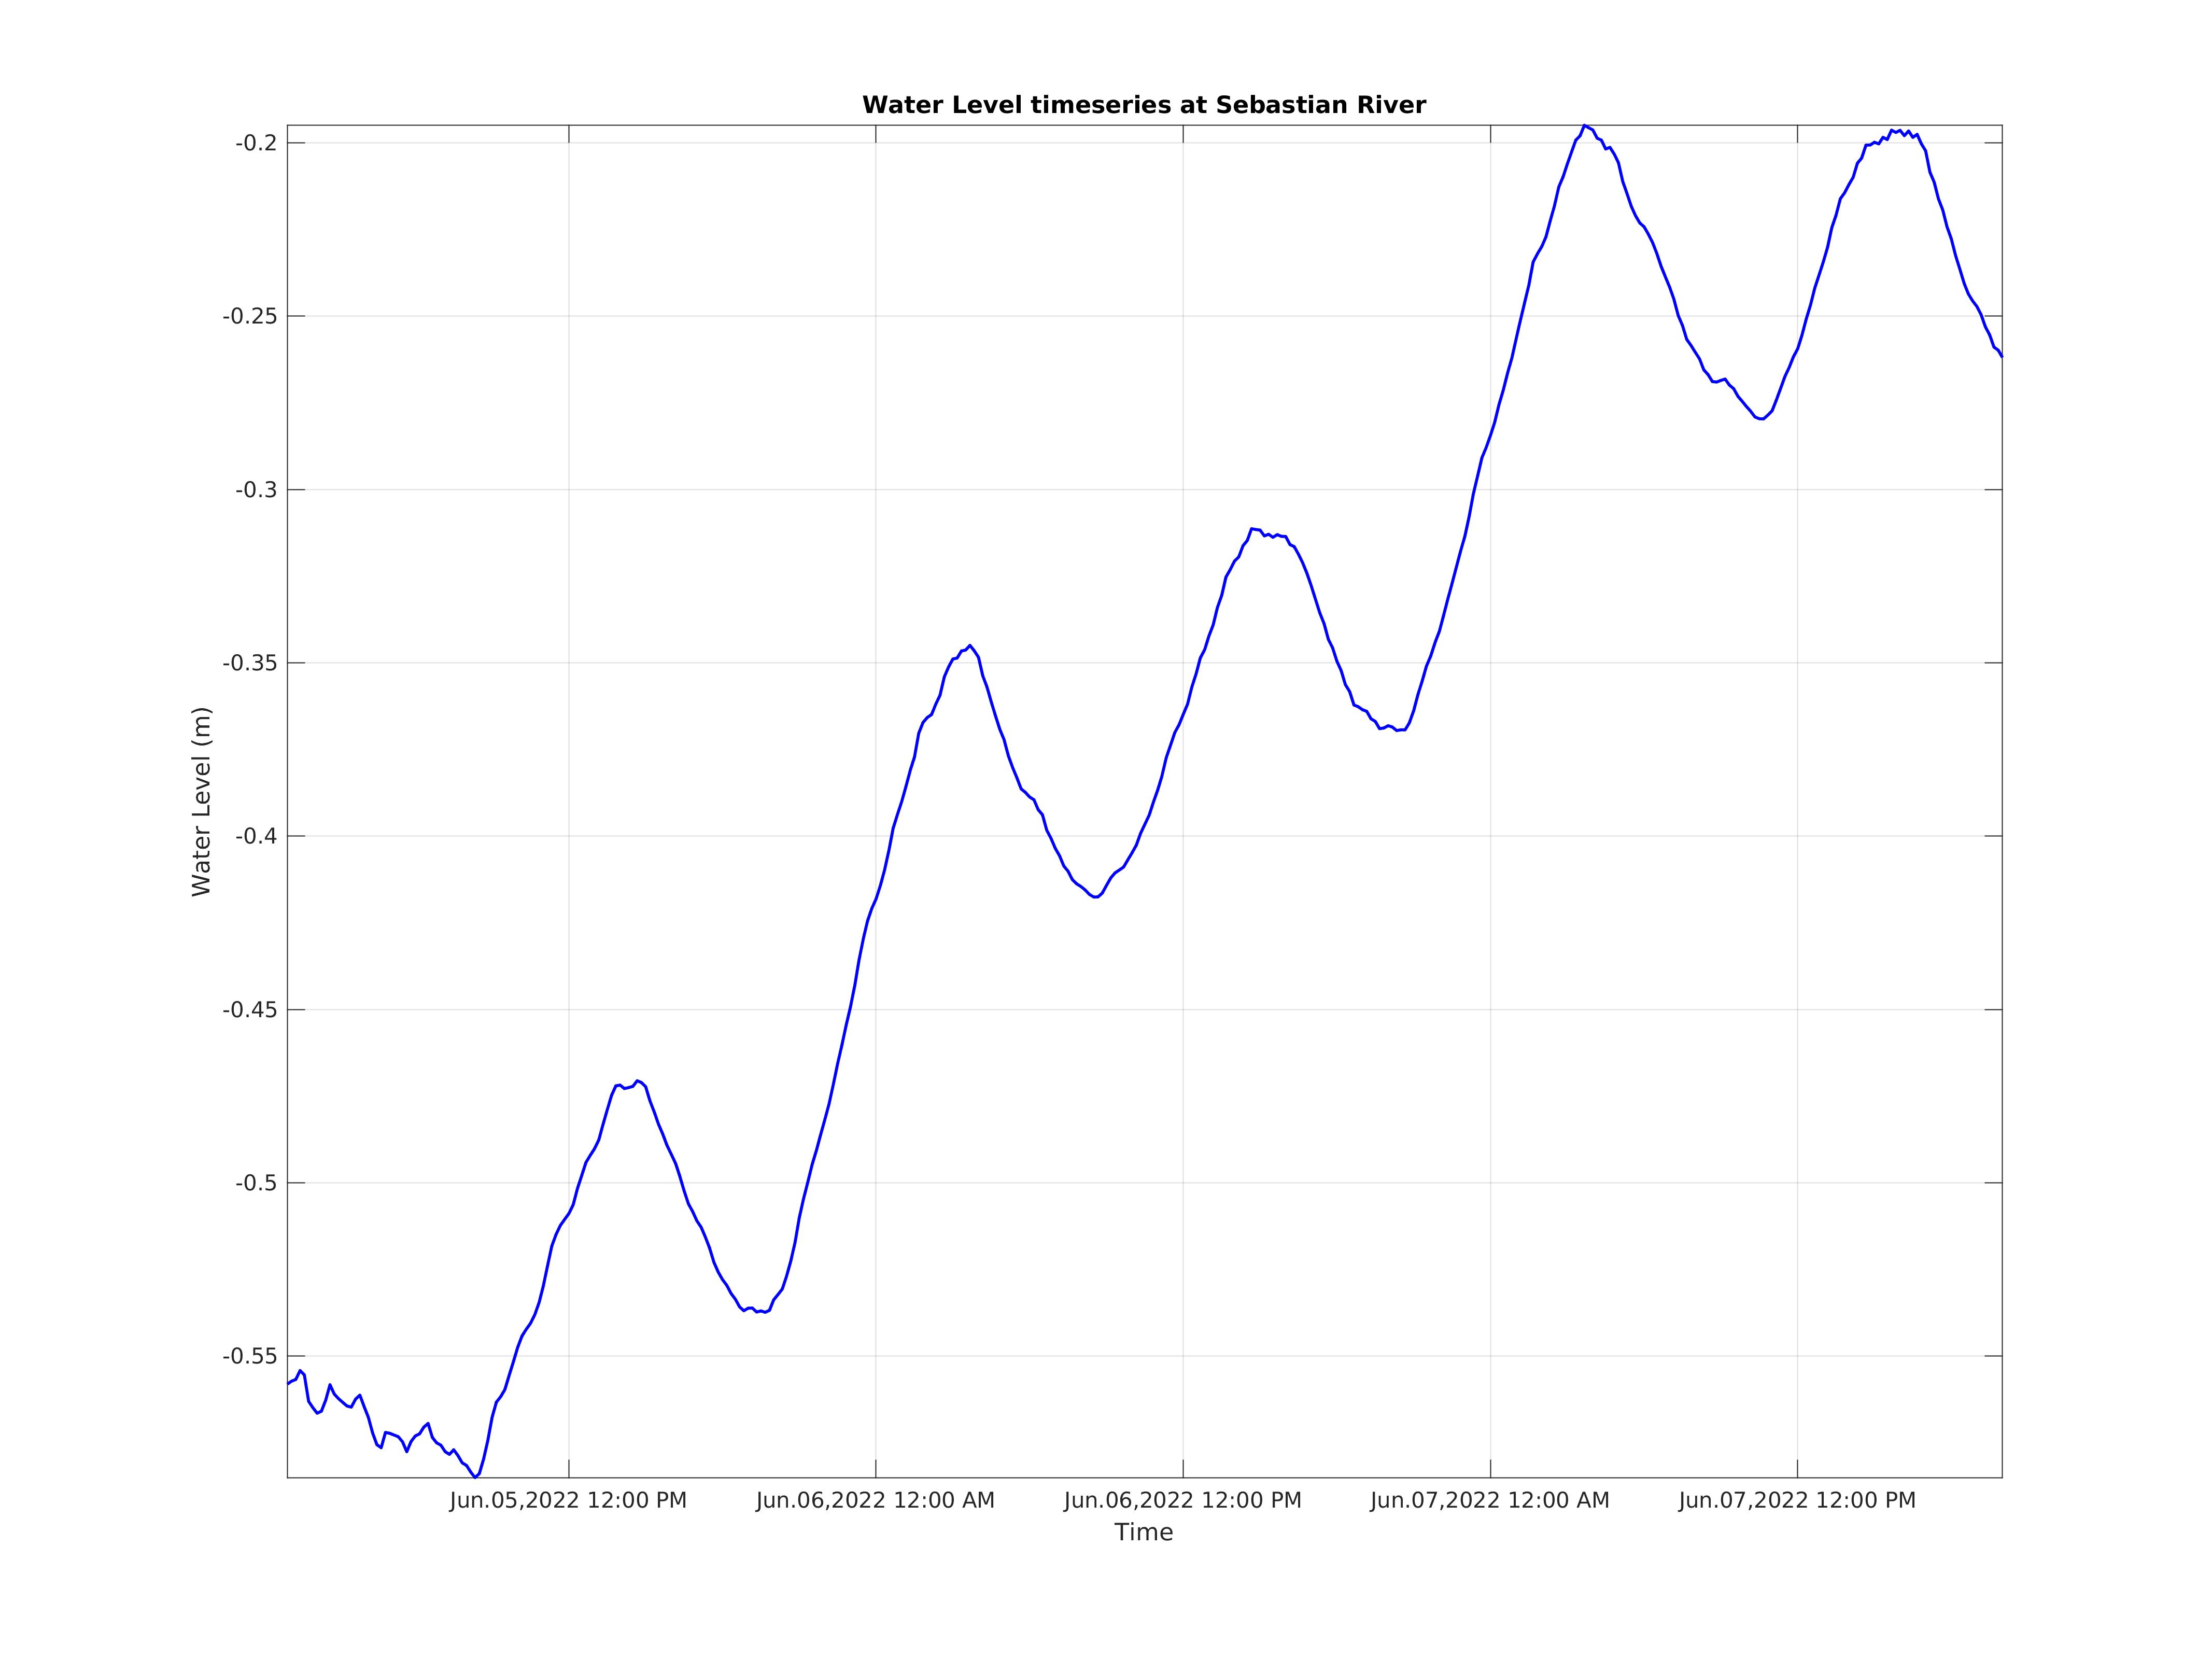 Water Level timeseries at Sebastian River
-0.2
-0.25
-0.3
-0.35
-0.4
-0.45
-0.5
-0.55
Water Level (m)
Jun.05,2022 12:00 PM
Jun.06,2022 12:00 AM
Jun.06,2022 12:00 PM
Jun.07,2022 12:00 AM
Jun.07,2022 12:00 PM
Time